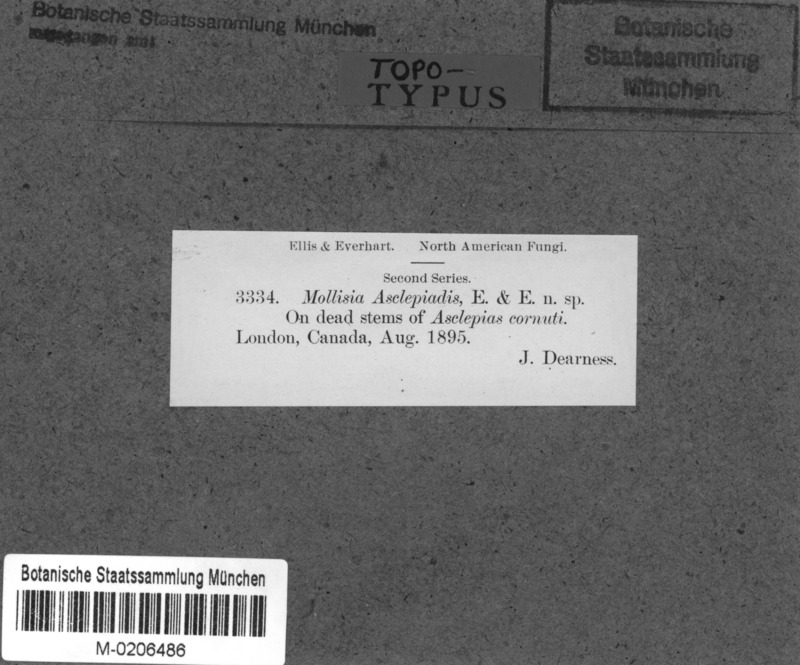 Botanische Staatssammlung München
TOPO-
TYPUS
Botanische
Staatssammlung
München
Ellis & Everhart. North American Fungi.
Second Series.
3334. Mollisia Asclepiadis, E. & E. n. sp.
On dead stems of Asclepias cornuti.
London, Canada, Aug. 1895.
J. Dearness.
Botanische Staatssammlung München
M-0206486